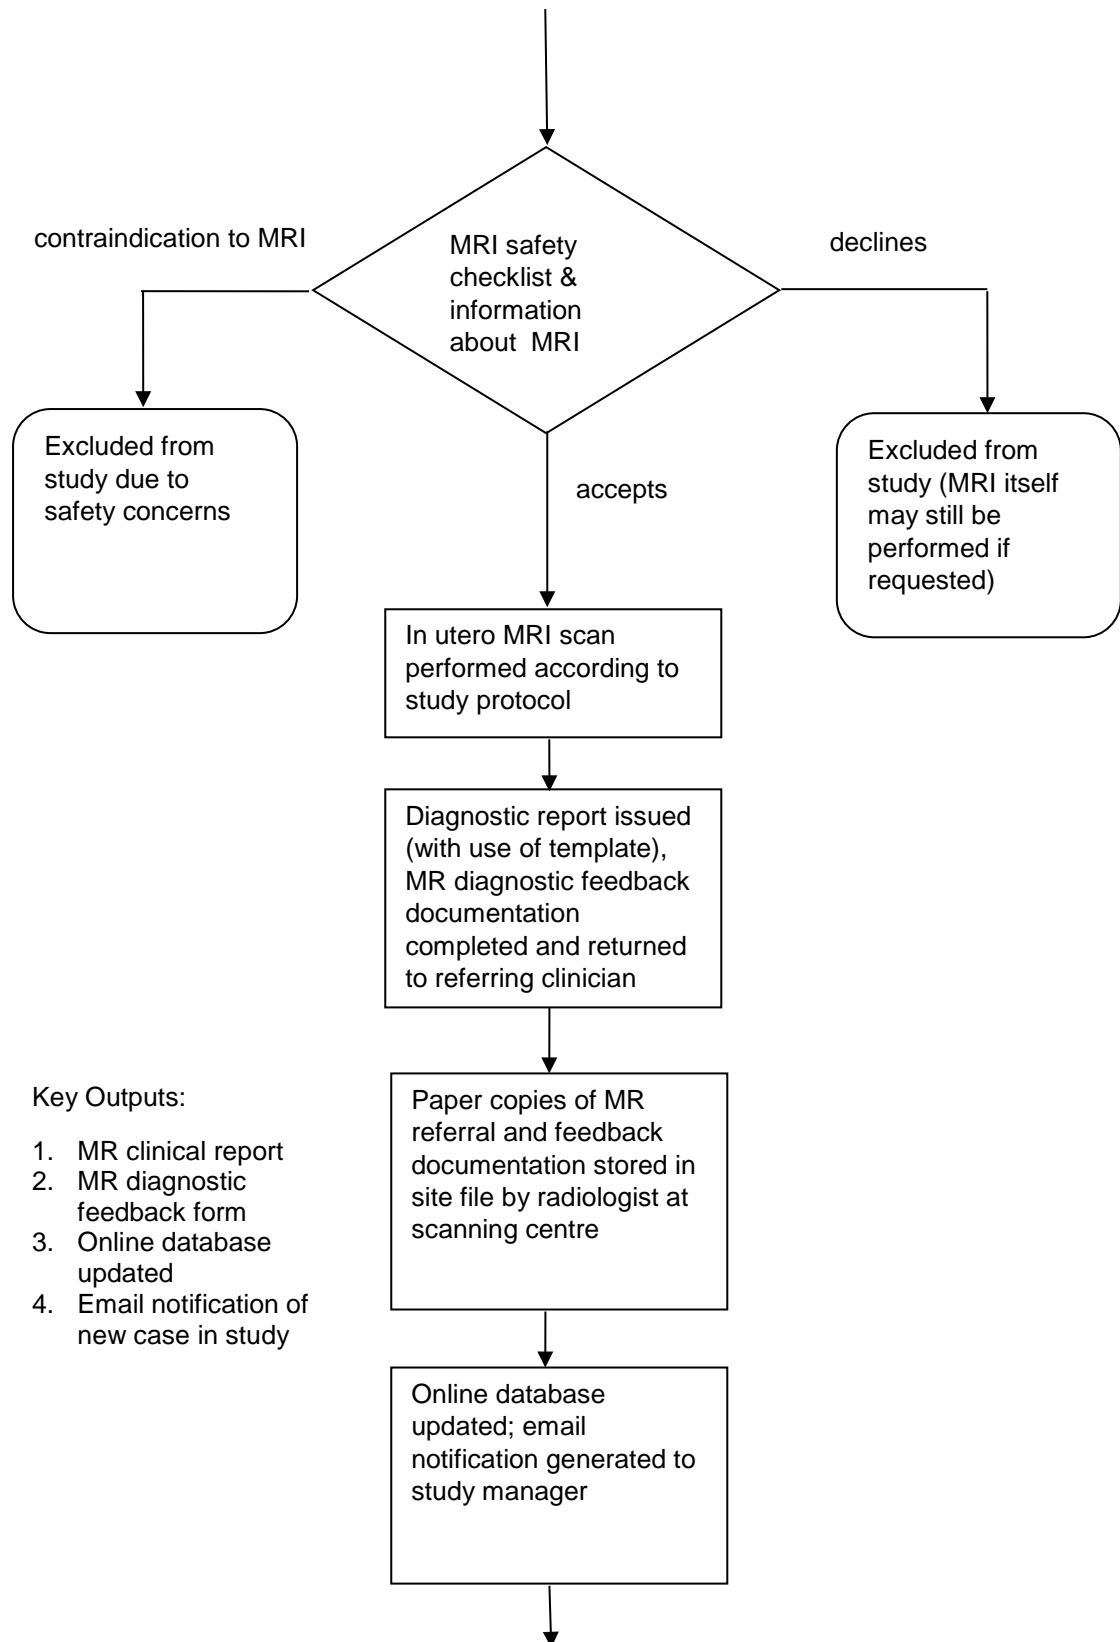 contraindication to MRI
MRI safety
checklist &
information
about  MRI
declines
Excluded from
study due to
safety concerns
accepts
Excluded from
study (MRI itself
may still be
performed if
requested)
In utero MRI scan
performed according to
study protocol
Diagnostic report issued
(with use of template),
MR diagnostic feedback
documentation
completed and returned
to referring clinician
Key Outputs:
1. MR clinical report
2. MR diagnostic
feedback form
3. Online database
updated
4. Email notification of
new case in study
Paper copies of MR
referral and feedback
documentation stored in
site file by radiologist at
scanning centre
Online database
updated; email
notification generated to
study manager